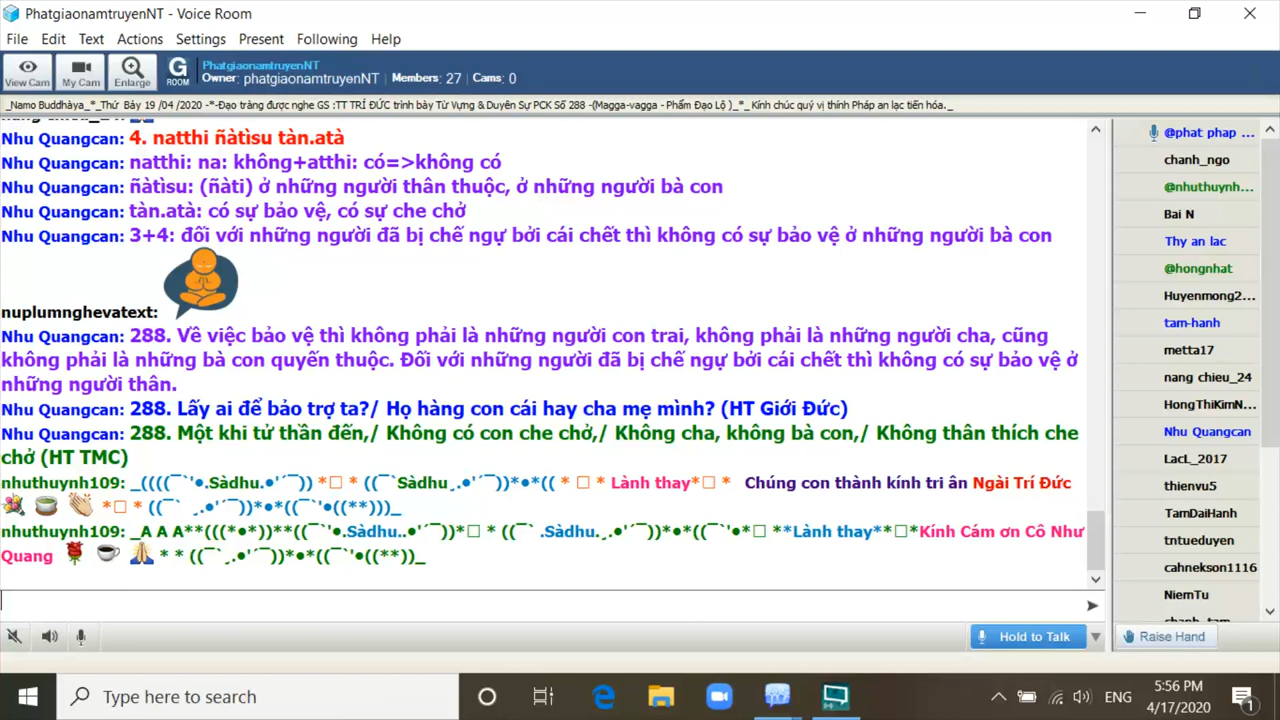 PhatgiaonamtruyenNT - Voice Room
File Edit Text Actions Settings Present Following Help
View Cam My Cam Enlarge G ROOM PhatgiaonamtruyenNT
Owner: phatgiaonamtruyenNT Members: 27 Cams: 0
_Namo Buddhàya_*_Thứ Bảy 19 /04 /2020 -*-Đạo tràng được nghe GS :TT TRÍ ĐỨC trình bày Từ Vựng & Duyên Sự PCK Số 288 -(Magga-vagga - Phẩm Đạo Lộ )_*_ Kính chúc quý vị thính Pháp an lạc tiến hóa._
Nhu Quangcan: 4. natthi ñàtìsu tàn.atà
Nhu Quangcan: natthi: na: không+atthi: có=>không có
Nhu Quangcan: ñàtìsu: (ñàti) ở những người thân thuộc, ở những người bà con
Nhu Quangcan: tàn.atà: có sự bảo vệ, có sự che chở
Nhu Quangcan: 3+4: đối với những người đã bị chế ngự bởi cái chết thì không có sự bảo vệ ở những người bà con
nuplumnghevatext:
Nhu Quangcan: 288. Về việc bảo vệ thì không phải là những người con trai, không phải là những người cha, cũng
không phải là những bà con quyến thuộc. Đối với những người đã bị chế ngự bởi cái chết thì không có sự bảo vệ ở
những người thân.
Nhu Quangcan: 288. Lấy ai để bảo trợ ta?/ Họ hàng con cái hay cha mẹ mình? (HT Giới Đức)
Nhu Quangcan: 288. Một khi tử thần đến,/ Không có con che chở,/ Không cha, không bà con,/ Không thân thích che
chở (HT TMC)
nhuthuynh109: _((((¯`'•.Sàdhu.•'´¯)) *□ * ((¯`Sàdhu¸.•'´¯))*•*(( * □ * Lành thay*□ * Chúng con thành kính tri ân Ngài Trí Đức
*□ * ((¯` ¸.•'´¯))*•*((¯`'•((**)))_
nhuthuynh109: _A A A**(((*•*))**((¯`'•.Sàdhu..•'´¯))*□ * ((¯` .Sàdhu.¸.•'´¯))*•*((¯`'•*□ **Lành thay**□*Kính Cám ơn Cô Như
Quang * * ((¯`¸.•'´¯))*•*((¯`'•((**))_
@phat phap ...
chanh_ngo
@nhuthuynh...
Bai N
Thy an lac
@hongnhat
Huyenmong2...
tam-hanh
metta17
nang chieu_24
HongThiKimN...
Nhu Quangcan
LacL_2017
thienvu5
TamDaiHanh
tntueduyen
cahnekson1116
NiemTu
Hold to Talk Raise Hand
Type here to search
ENG 5:56 PM
4/17/2020 1